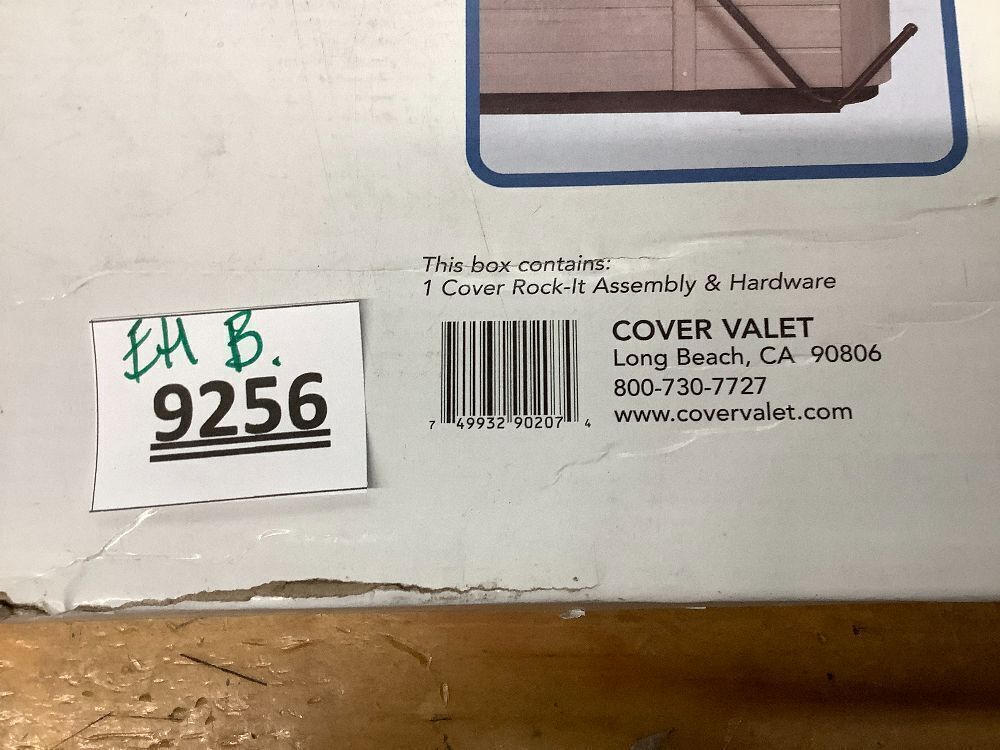 This box contains:
1 Cover Rock-It Assembly & Hardware
COVER VALET
Long Beach, CA 90806
800-730-7727
www.covervalet.com
7 49932 90207 4
EH B.
9256